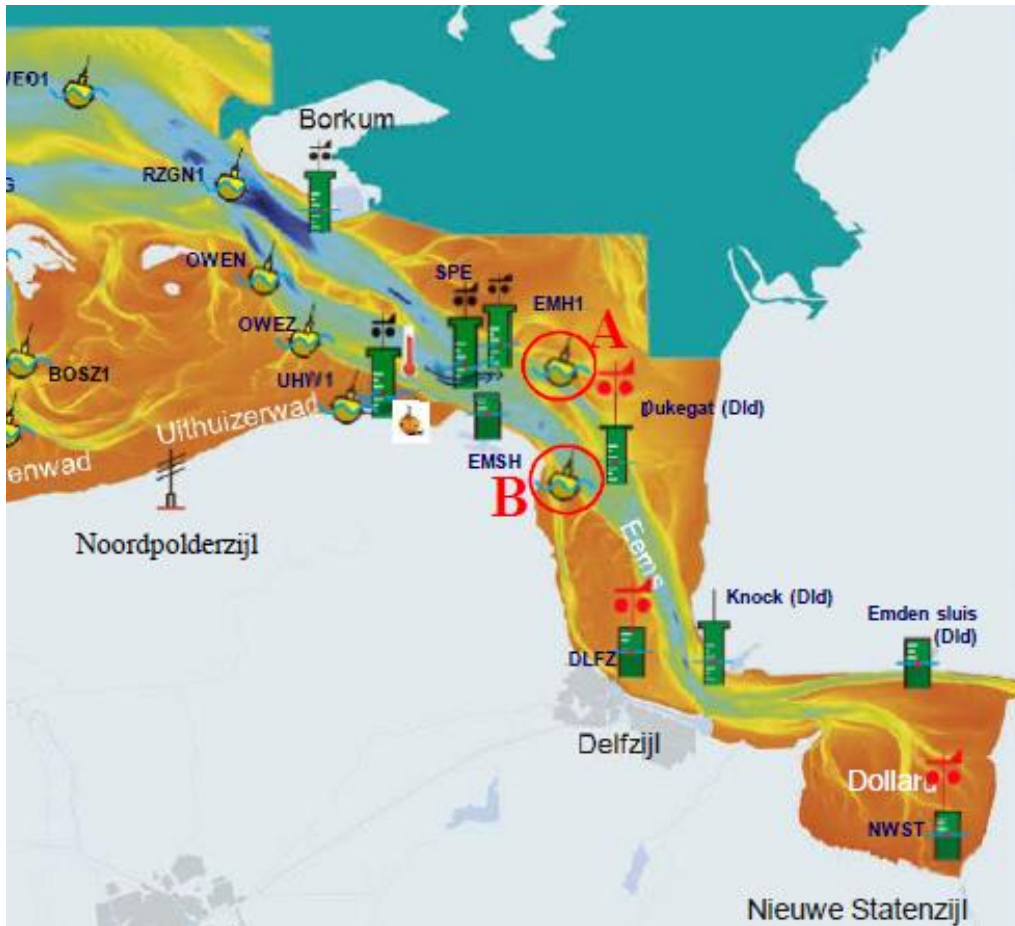 WEO1
Borkum
RZGN1
G
OWEN
SPE
EMH1
A
OWEZ
BOSZ1
UHW1
Dukegat (Dld)
Uithuizerwad
enwad
EMSH
B
Noordpolderzijl
Eems
Knock (Dld)
Emden sluis
(Dld)
DLFZ
Delfzijl
Dollard
NWST
Nieuwe Statenzijl